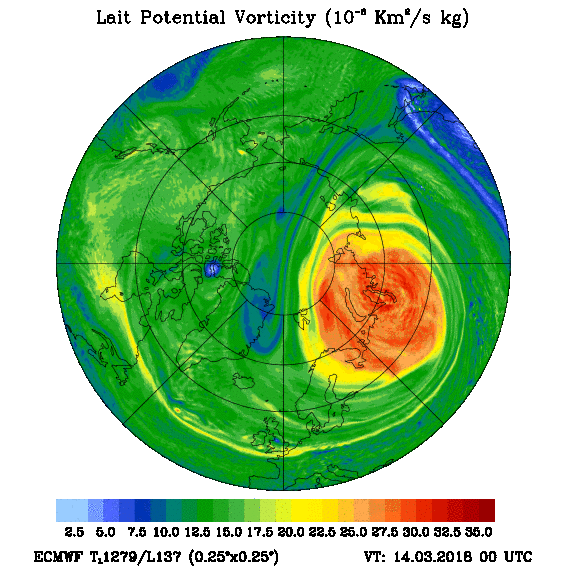 Lait Potential Vorticity (10⁻⁶ Km²/s kg)
2.5 5.0 7.5 10.0 12.5 15.0 17.5 20.0 22.5 25.0 27.5 30.0 32.5 35.0
ECMWF T_L1279/L137 (0.25°x0.25°) VT: 14.03.2018 00 UTC